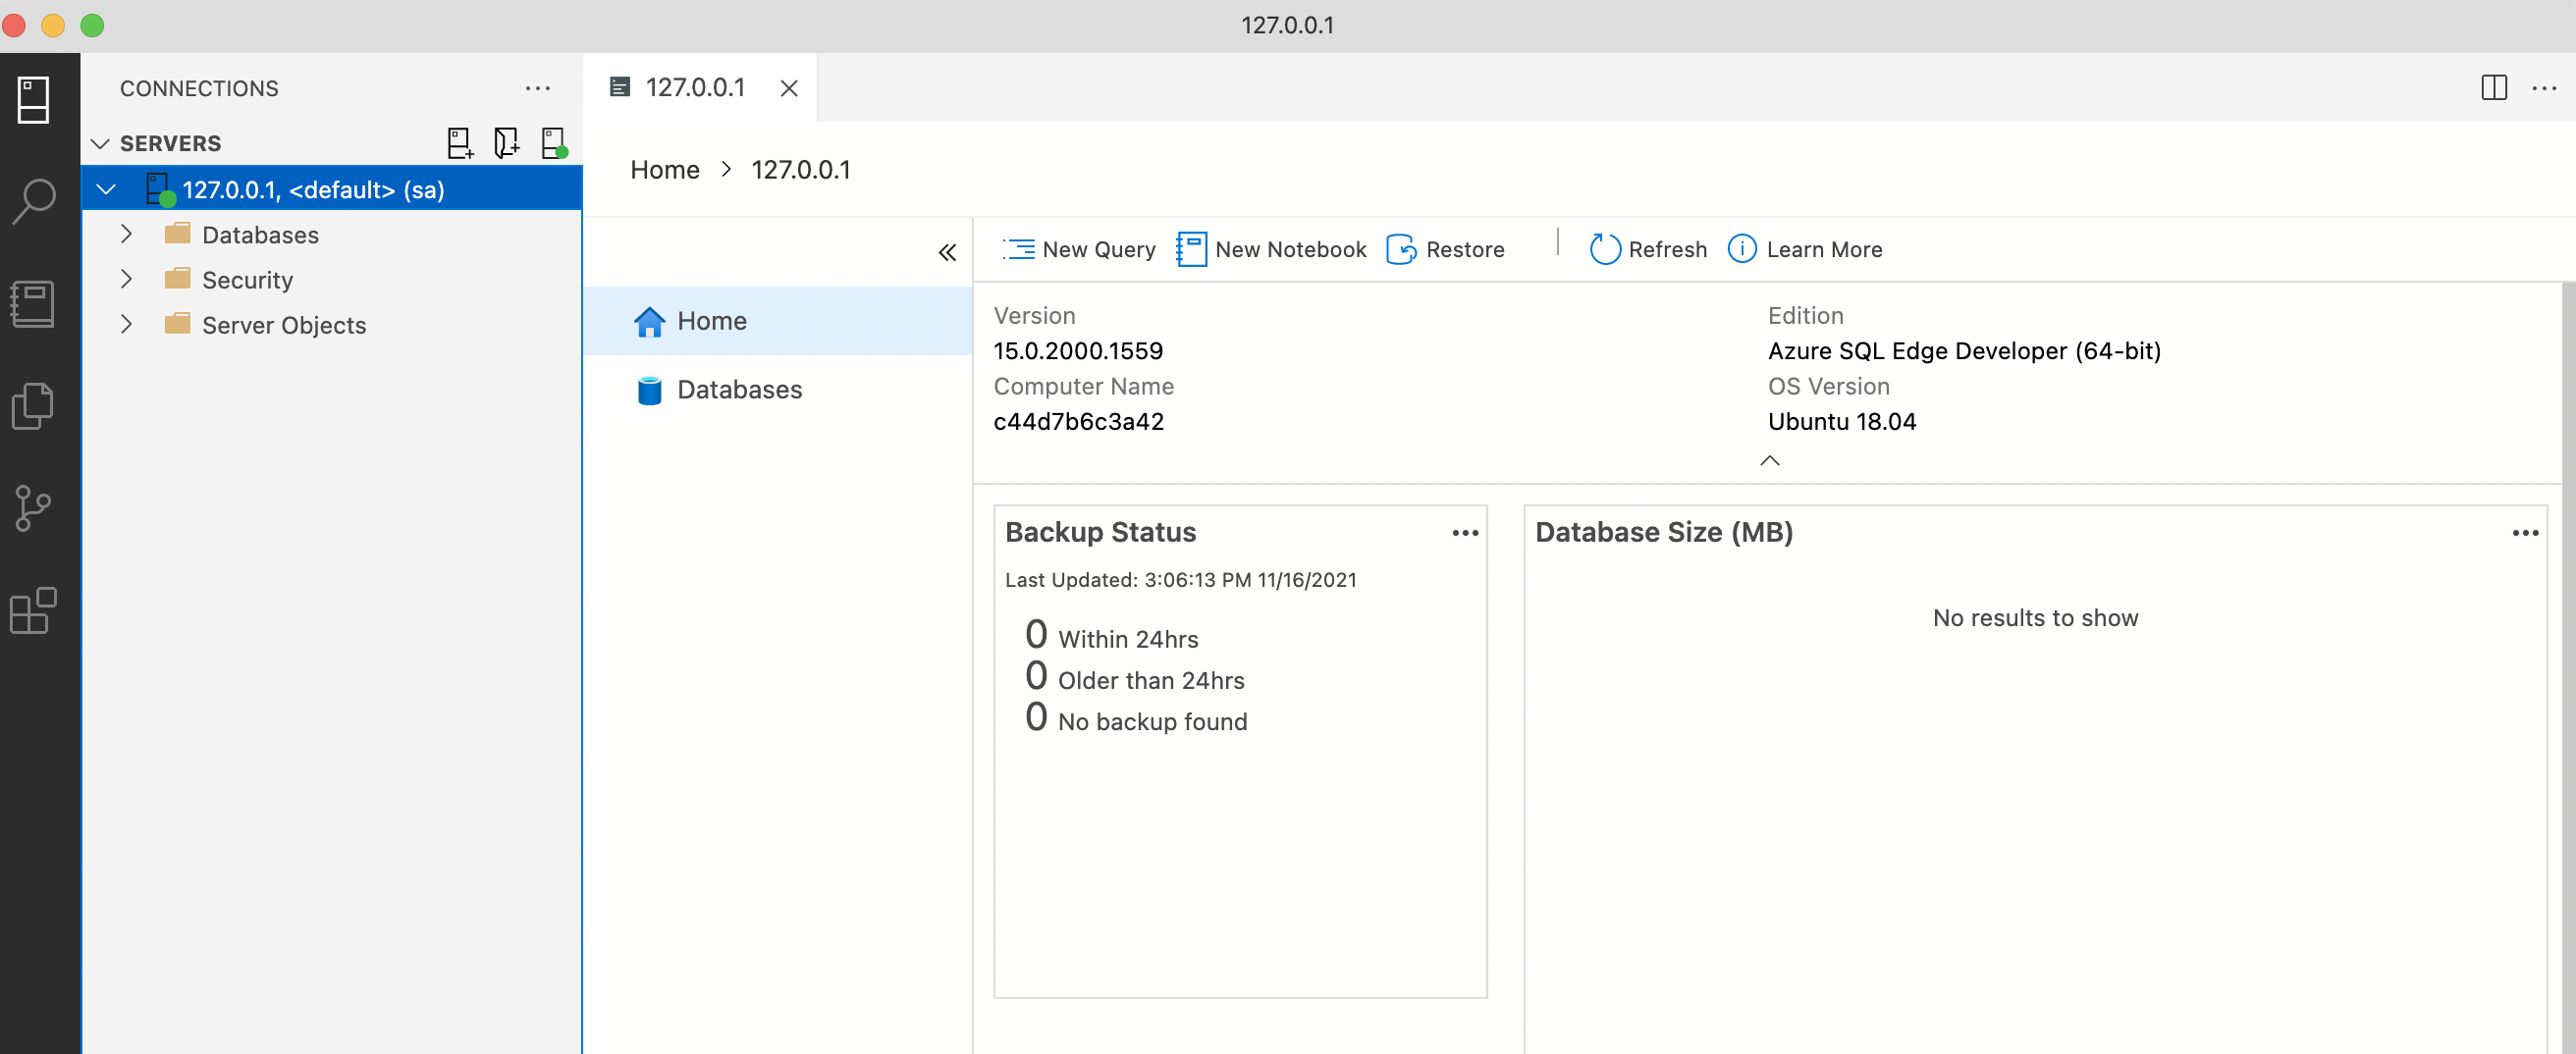 127.0.0.1
CONNECTIONS
SERVERS
127.0.0.1, <default> (sa)
Databases
Security
Server Objects
127.0.0.1
Home > 127.0.0.1
New Query New Notebook Restore Refresh Learn More
Home
Databases
Version
15.0.2000.1559
Computer Name
c44d7b6c3a42
Edition
Azure SQL Edge Developer (64-bit)
OS Version
Ubuntu 18.04
Backup Status
Last Updated: 3:06:13 PM 11/16/2021
0 Within 24hrs
0 Older than 24hrs
0 No backup found
Database Size (MB)
No results to show